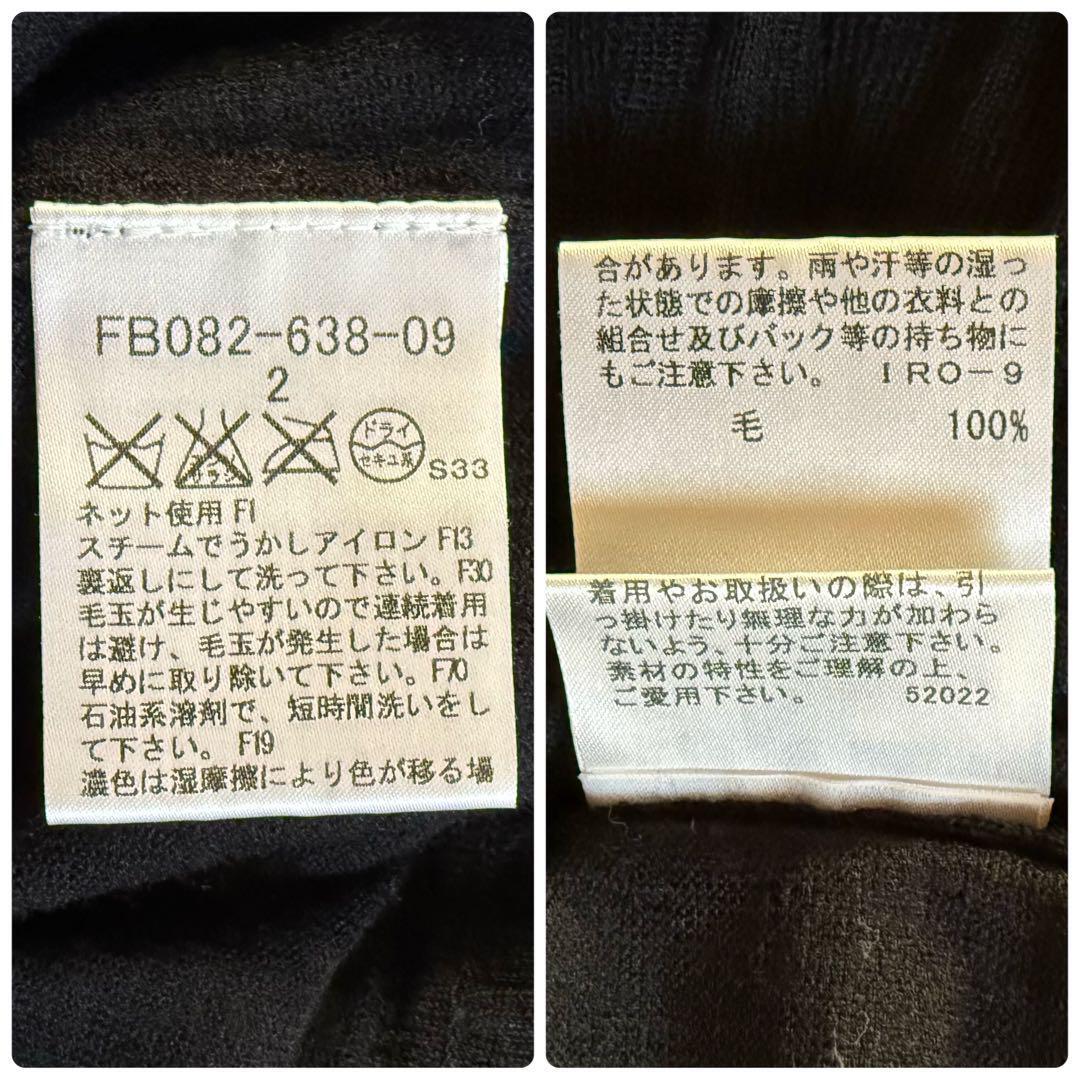 FB082-638-09
2
エンソサラシ
ドライ
セキユ系
S33
ネット使用 F1
スチームでうかしアイロン F13
裏返しにして洗って下さい。F30
毛玉が生じやすいので連続着用
は避け、毛玉が発生した場合は
早めに取り除いて下さい。F70
石油系溶剤で、短時間洗いをし
て下さい。 F19
濃色は湿摩擦により色が移る場
合があります。雨や汗等の湿っ
た状態での摩擦や他の衣料との
組合せ及びバック等の持ち物に
もご注意下さい。 IRO-9
毛 100%
着用やお取扱いの際は、引
っ掛けたり無理な力が加わら
ないよう、十分ご注意下さい。
素材の特性をご理解の上、
ご愛用下さい。 52022